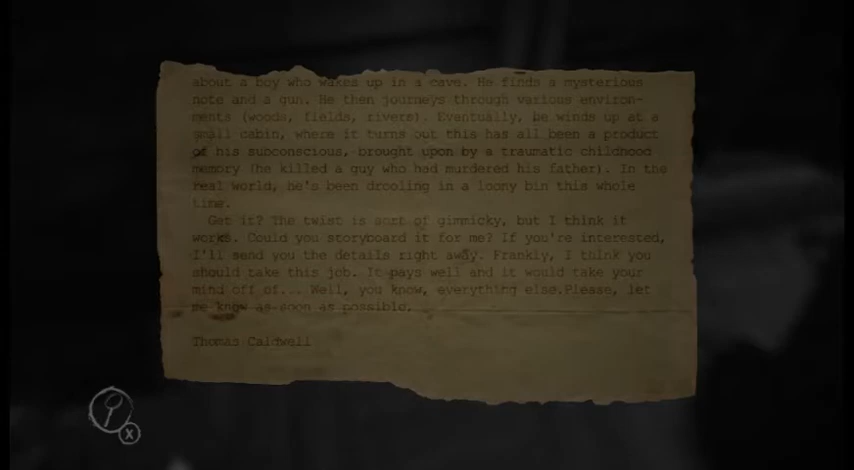 about a boy who wakes up in a cave. He finds a mysterious
note and a gun. He then journeys through various environ-
ments (woods, fields, rivers). Eventually, he winds up at a
small cabin, where it turns out this has all been a product
of his subconscious, brought upon by a traumatic childhood
memory (he killed a guy who had murdered his father). In the
real world, he's been drooling in a loony bin this whole
time.
Get it? The twist is sort of gimmicky, but I think it
works. Could you storyboard it for me? If you're interested,
I'll send you the details right away. Frankly, I think you
should take this job. It pays well and it would take your
mind off of... Well, you know, everything else.Please, let
me know as soon as possible.
Thomas Caldwell
X